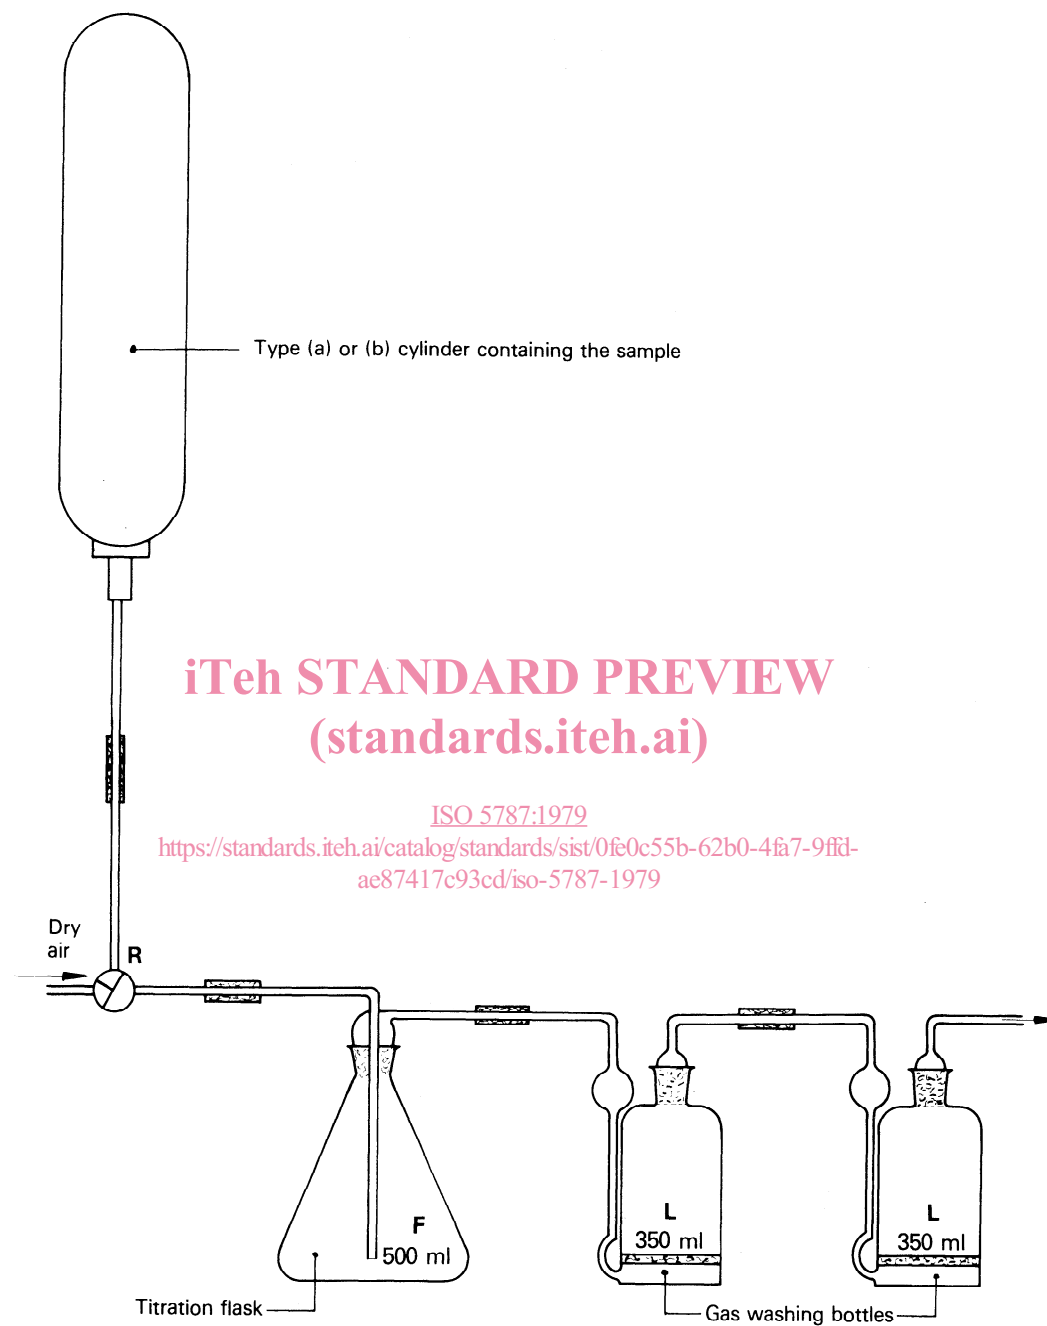 Type (a) or (b) cylinder containing the sample
iTeh STANDARD PREVIEW
(standards.iteh.ai)
ISO 5787:1979
https://standards.iteh.ai/catalog/standards/sist/0fe0c55b-62b0-4fa7-9ffd-
ae87417c93cd/iso-5787-1979
Dry
air
R
F
500 ml
L
350 ml
L
350 ml
Titration flask
Gas washing bottles